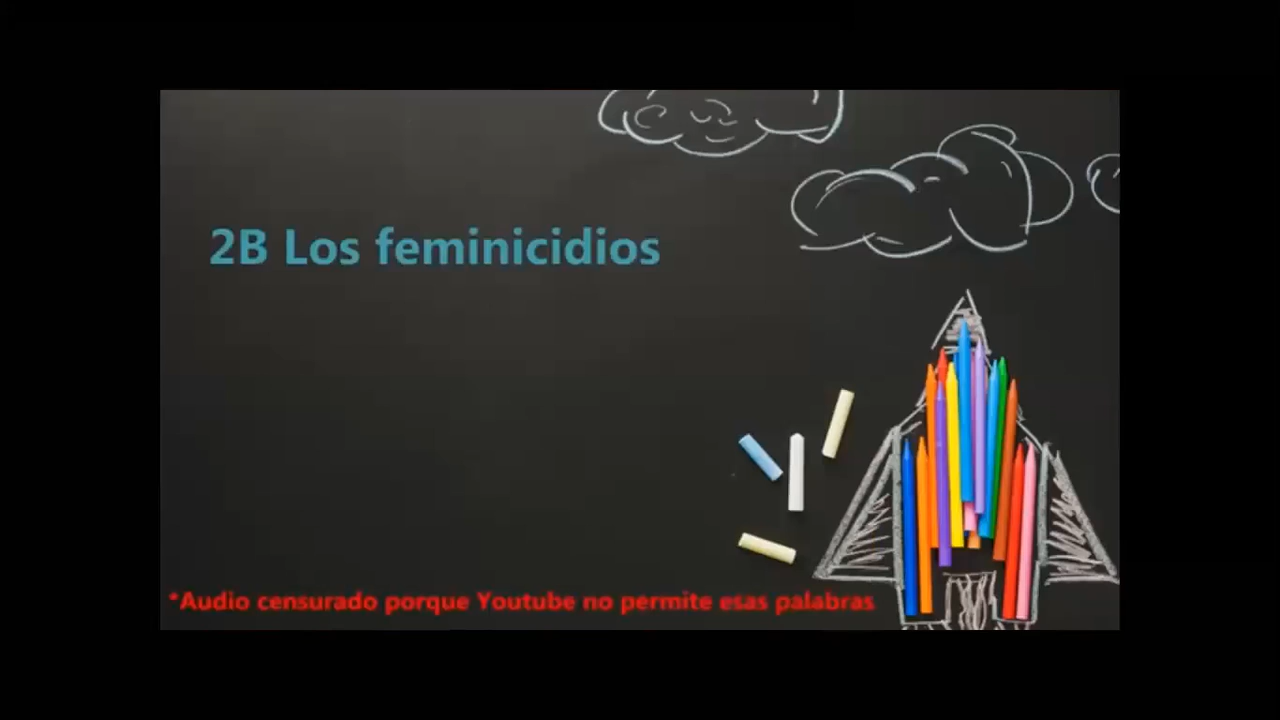 2B Los feminicidios
*Audio censurado porque Youtube no permite esas palabras